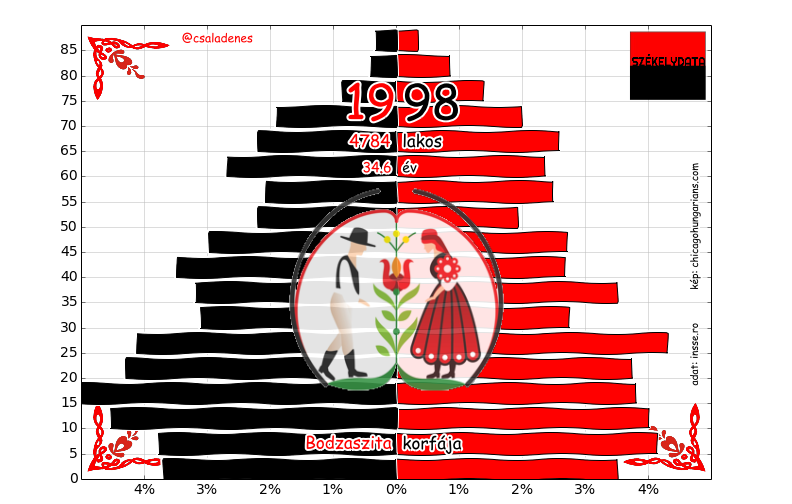 @csaladenes
SZÉKELYDATA
1998
4784 lakos
34.6 év
kép: chicagohungarians.com
adat: insse.ro
Bodzaszita korfája
85
80
75
70
65
60
55
50
45
40
35
30
25
20
15
10
5
0
4% 3% 2% 1% 0% 1% 2% 3% 4%